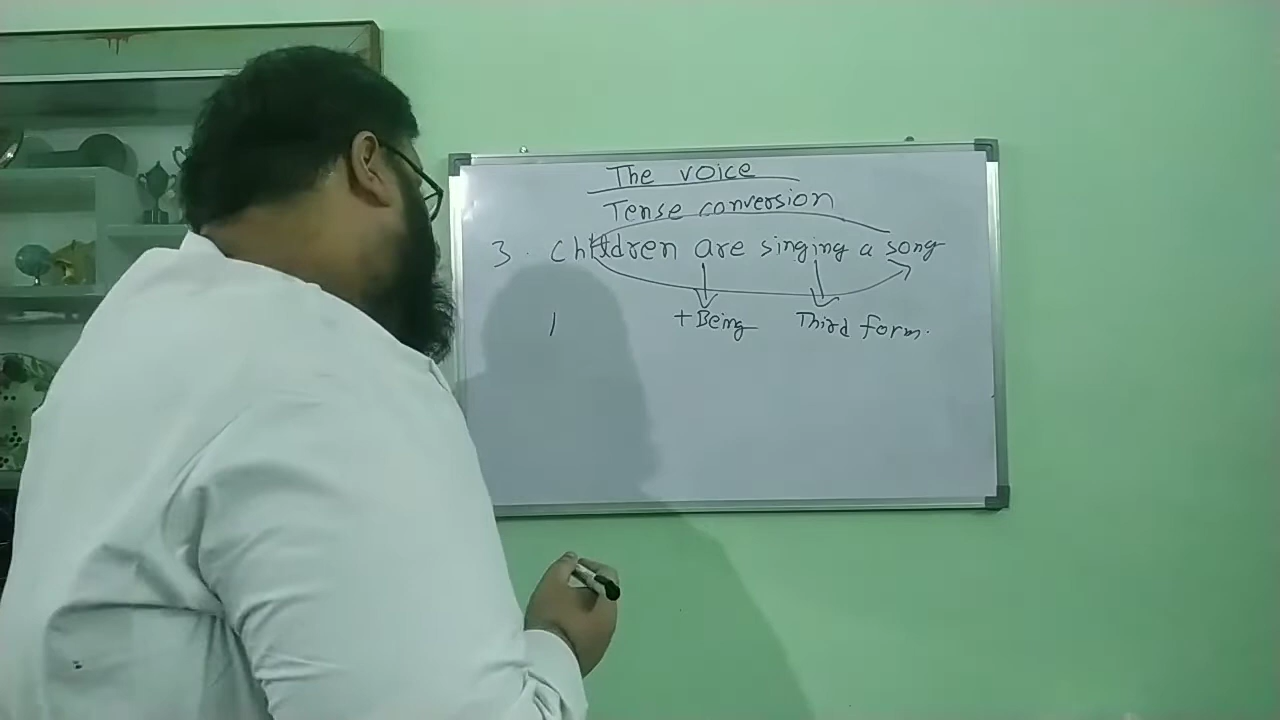 The voice
Tense conversion
3. children are singing a song
+Being Third form.